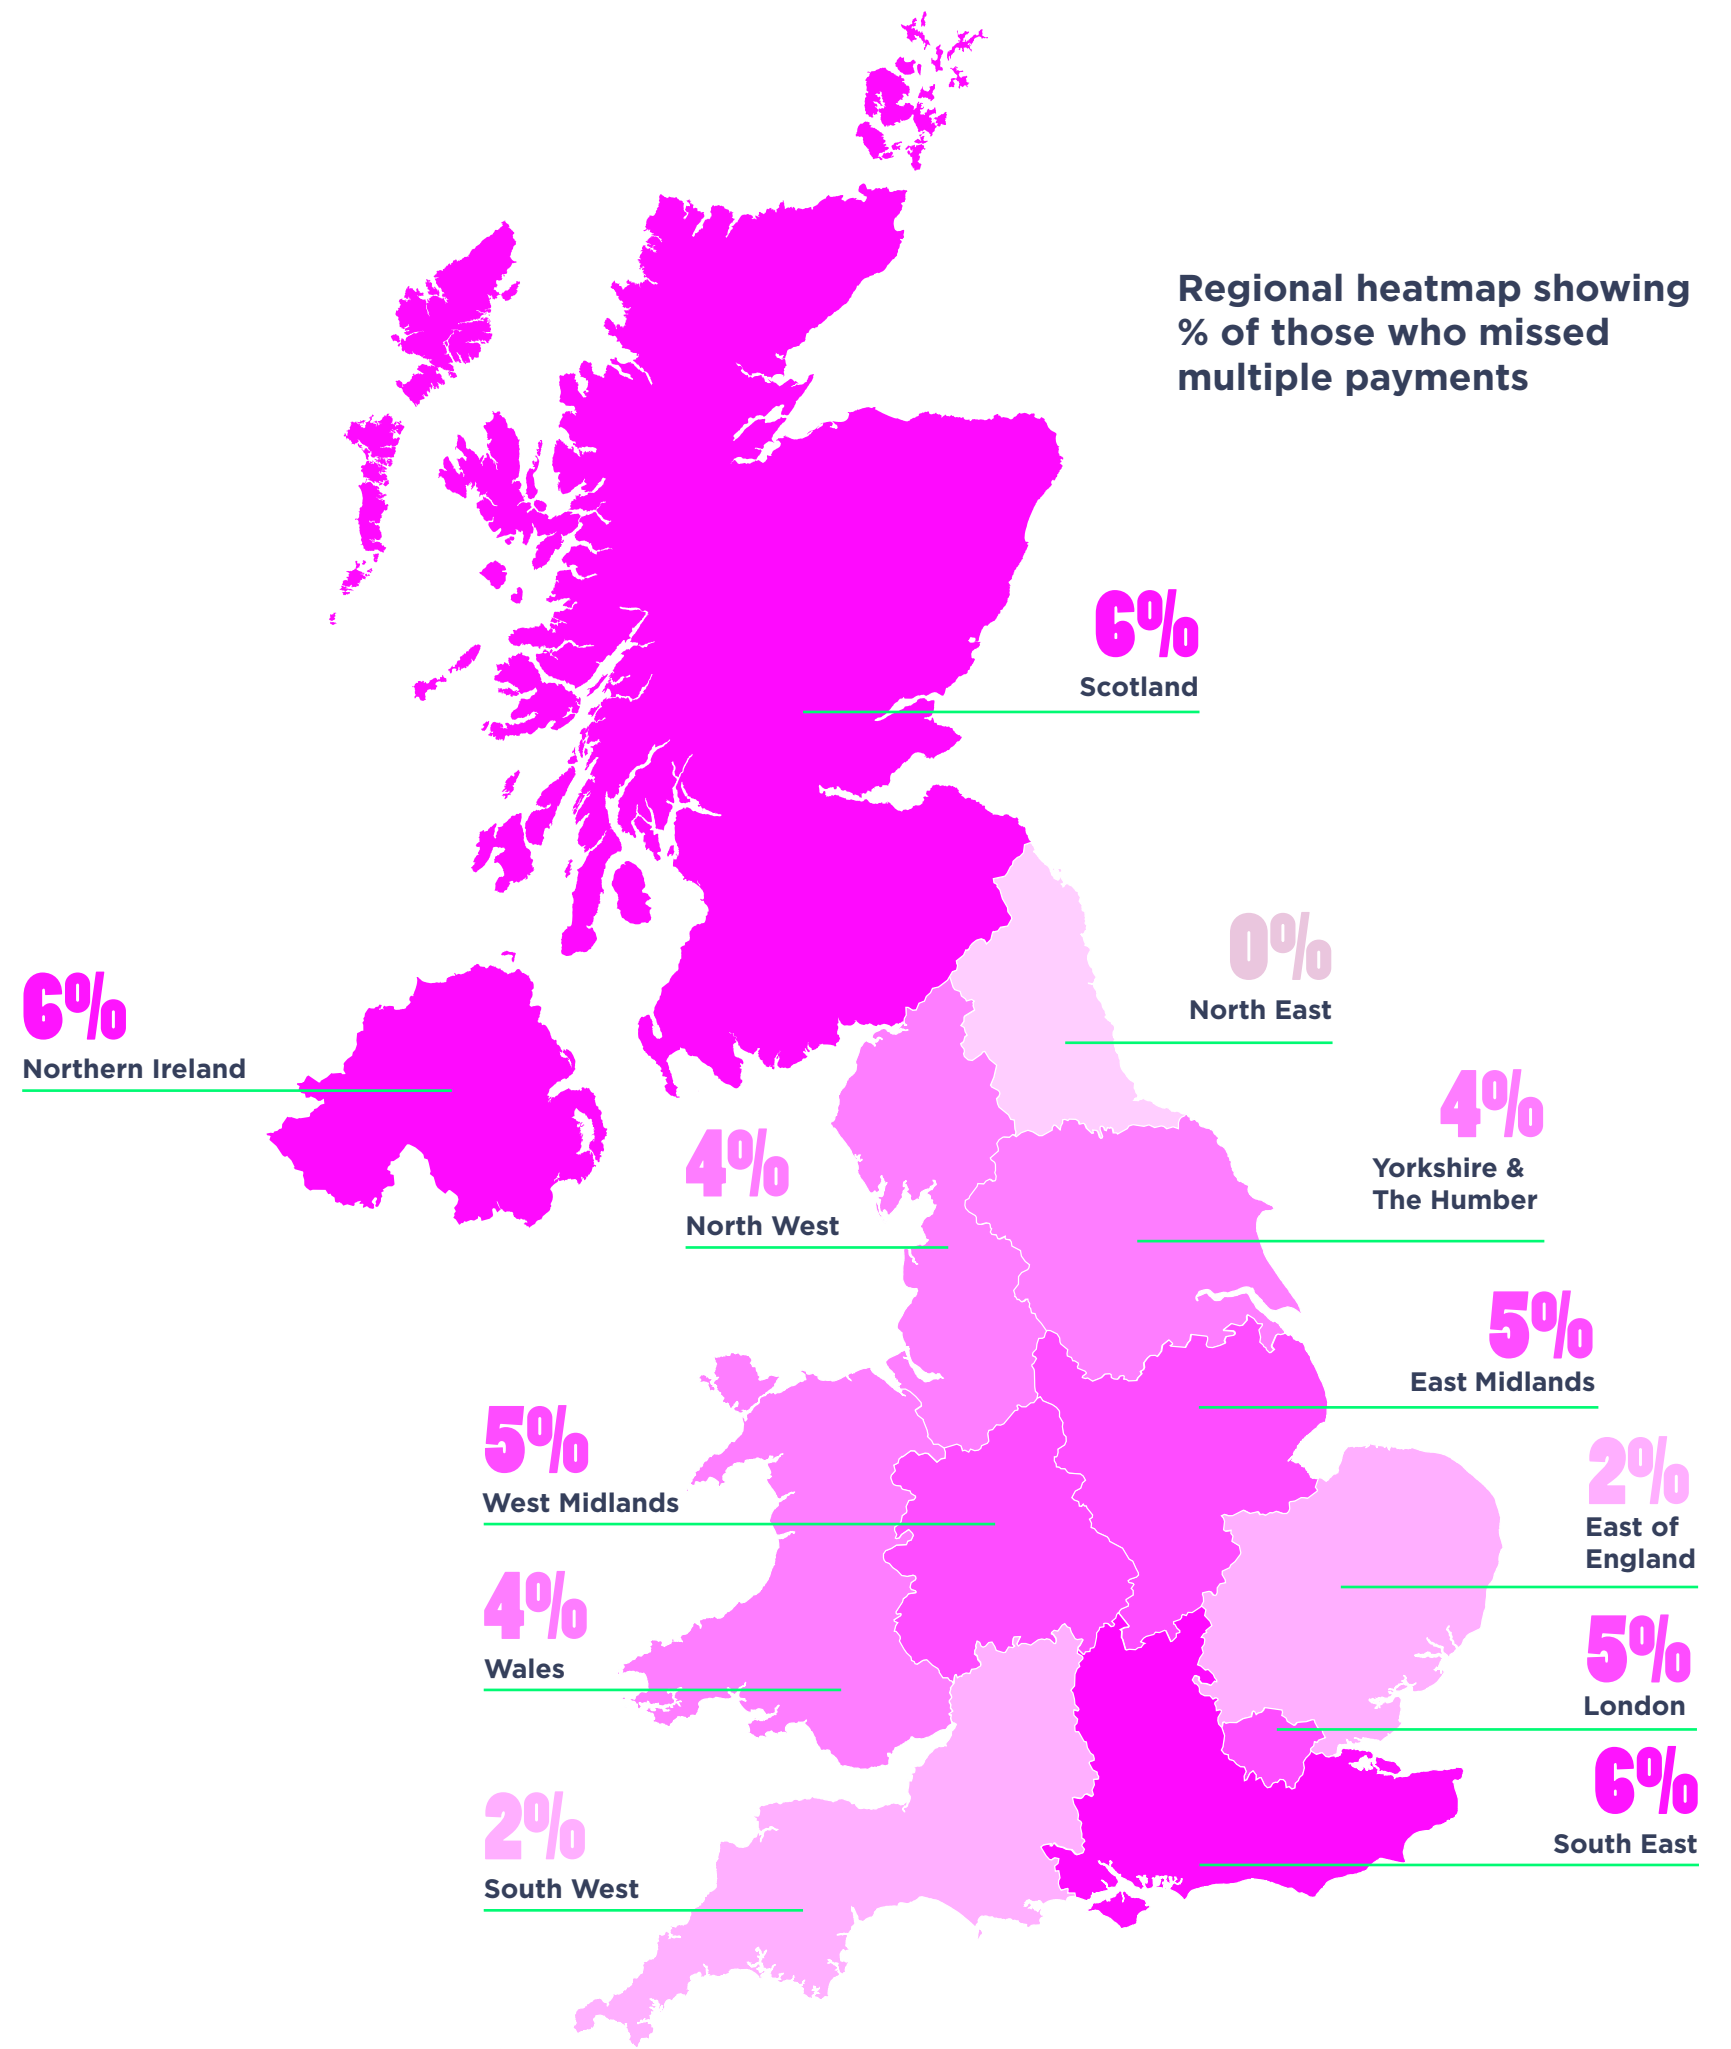 Regional heatmap showing
% of those who missed
multiple payments
6%
Scotland
0%
North East
6%
Northern Ireland
4%
Yorkshire &
The Humber
4%
North West
5%
East Midlands
5%
West Midlands
2%
East of
England
4%
Wales
5%
London
6%
South East
2%
South West